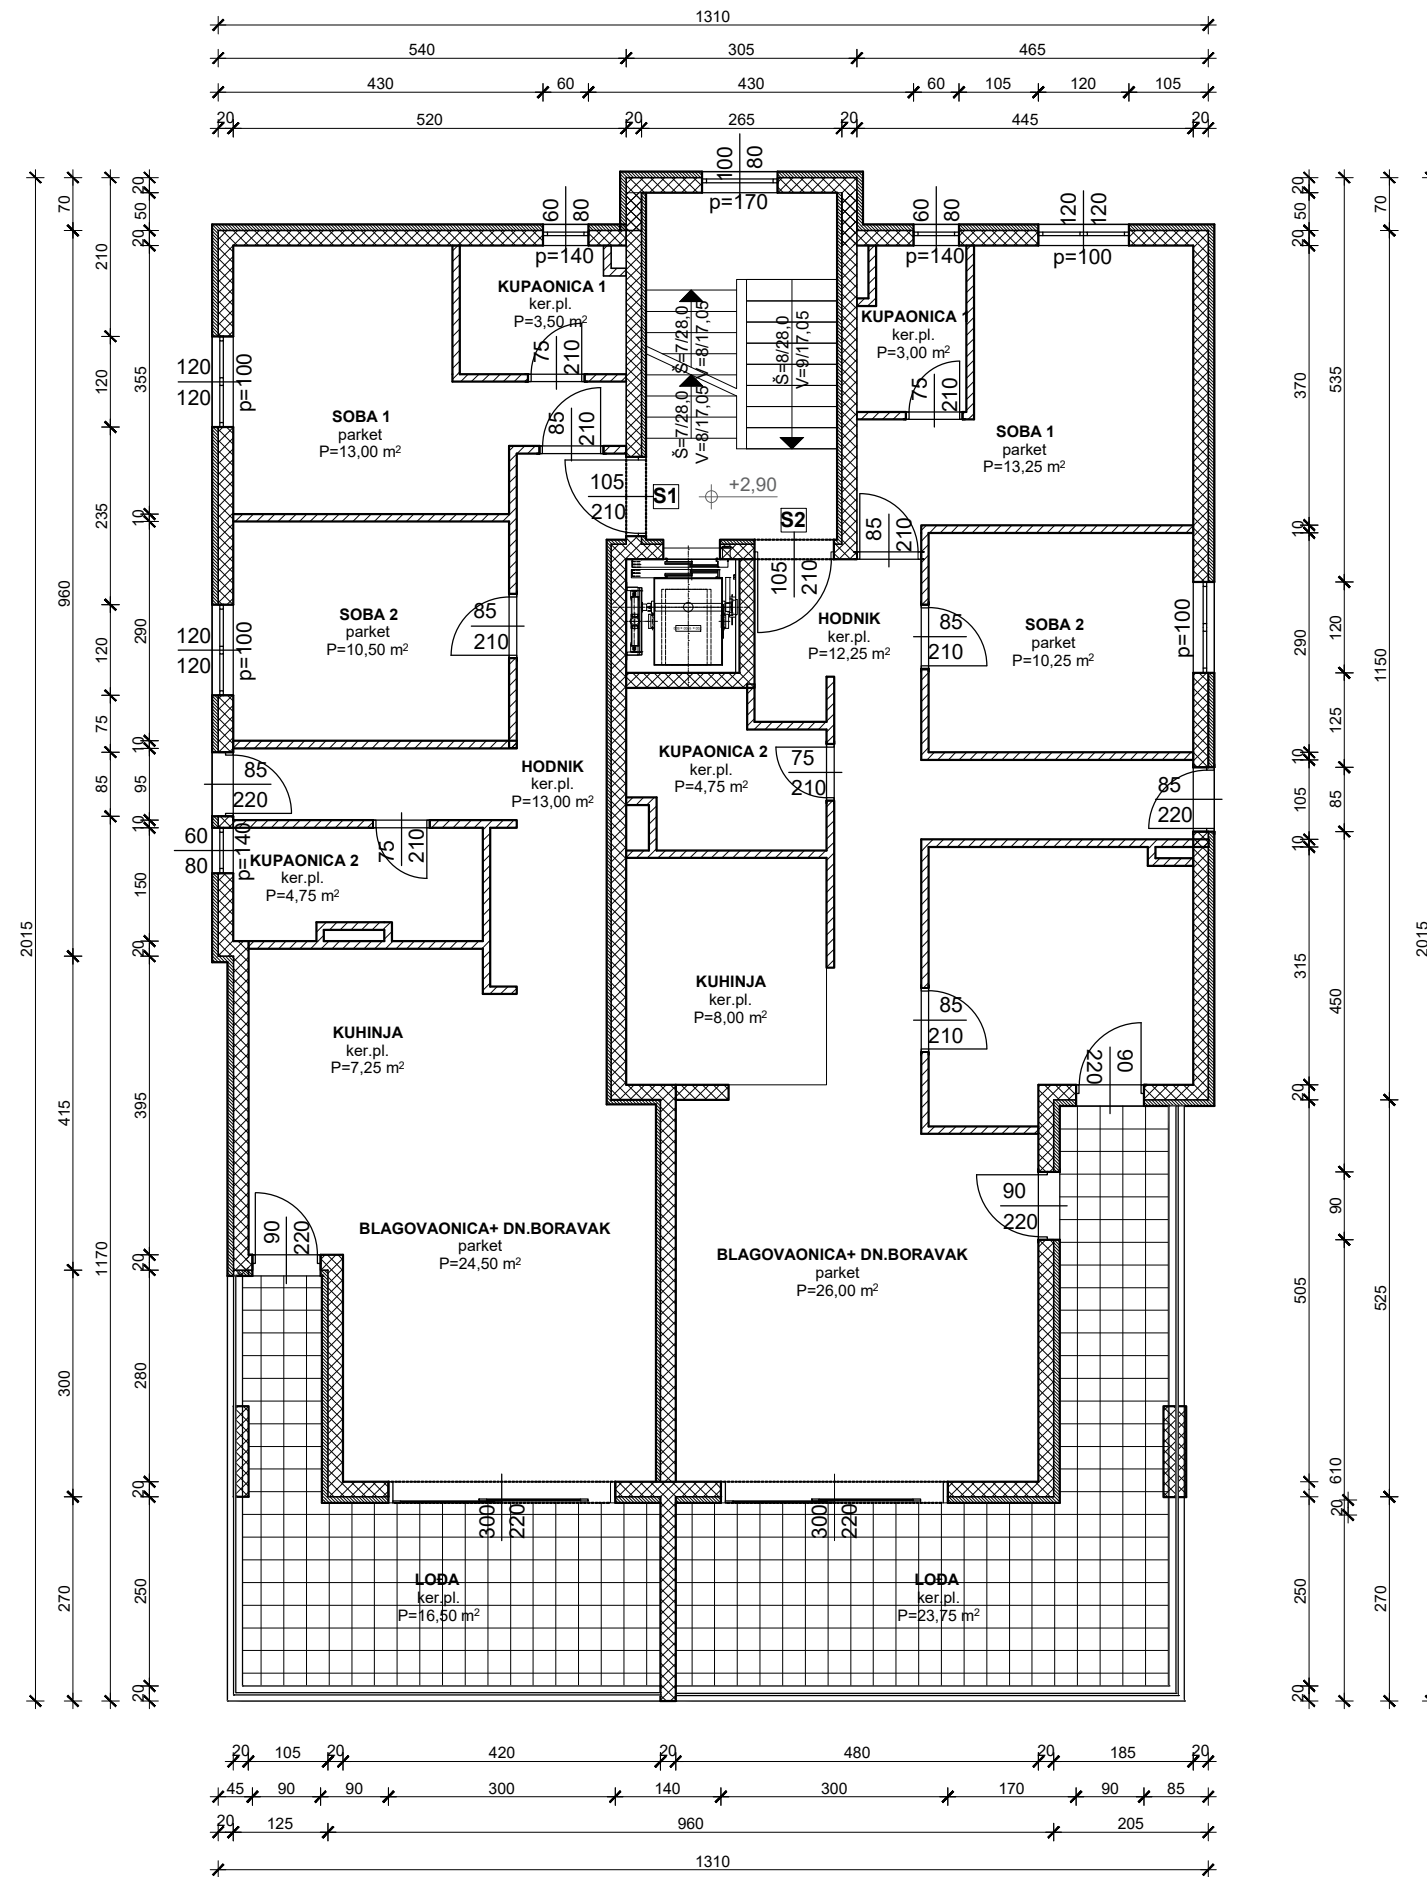 1310
540 305 465
430 60 430 60 105 120 105
20 520 20 265 20 445 20
100
80
p=170
60
80
p=140
60
80
p=140
120
120
p=100
KUPAONICA 1
ker.pl.
P=3,50 m²
75
210
KUPAONICA 1
ker.pl.
P=3,00 m²
75
210
Š=7/28,0
V=8/17,05
Š=7/28,0
V=8/17,05
Š=8/28,0
V=9/17,05
120
120
p=100
SOBA 1
parket
P=13,00 m²
85
210
SOBA 1
parket
P=13,25 m²
105
210
S1
+2,90
S2
85
210
105
210
SOBA 2
parket
P=10,50 m²
120
120
p=100
85
210
HODNIK
ker.pl.
P=12,25 m²
85
210
SOBA 2
parket
P=10,25 m²
p=100
85
220
HODNIK
ker.pl.
P=13,00 m²
KUPAONICA 2
ker.pl.
P=4,75 m²
75
210
85
220
60
80
p=140
KUPAONICA 2
ker.pl.
P=4,75 m²
75
210
KUHINJA
ker.pl.
P=8,00 m²
KUHINJA
ker.pl.
P=7,25 m²
85
210
90
220
90
220
90
220
BLAGOVAONICA+ DN.BORAVAK
parket
P=24,50 m²
BLAGOVAONICA+ DN.BORAVAK
parket
P=26,00 m²
300
220
300
220
LOĐA
ker.pl.
P=16,50 m²
LOĐA
ker.pl.
P=23,75 m²
2015
70 960 415 300 270
210 120 235 120 75 85 1170
20 50 20 355 10 290 10 95 10 150 20 395 20 280 20 250 20
20 50 20 370 10 290 10 105 10 315 20 505 20 250 20
535 120 125 85 450 90 610 20
70 1150 525 270
2015
20 105 20 420 20 480 20 185 20
45 90 90 300 140 300 170 90 85
20 125 960 205
1310